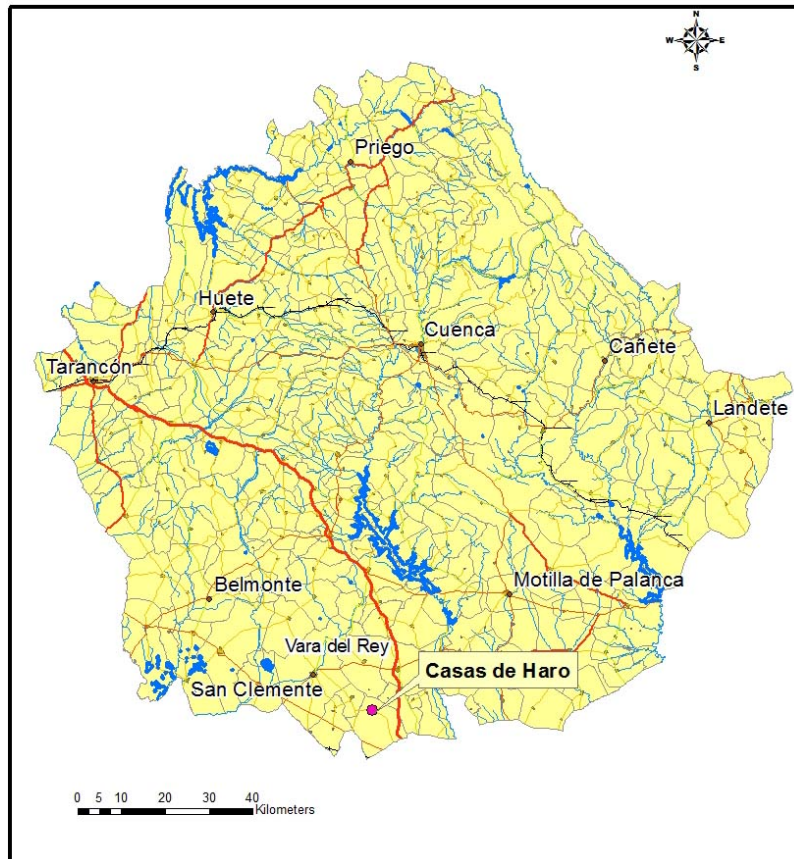 N
W E
S
Priego
Huete
Cuenca
Cañete
Tarancón
Landete
Belmonte
Motilla de Palanca
Vara del Rey
Casas de Haro
San Clemente
0 5 10 20 30 40
Kilometers